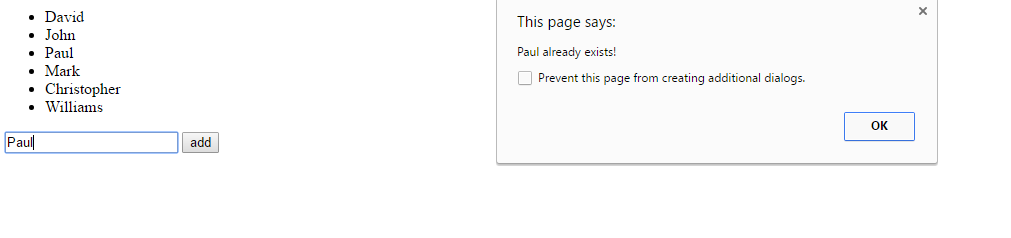 David
John
Paul
Mark
Christopher
Williams
Paul
add
This page says:
Paul already exists!
Prevent this page from creating additional dialogs.
OK